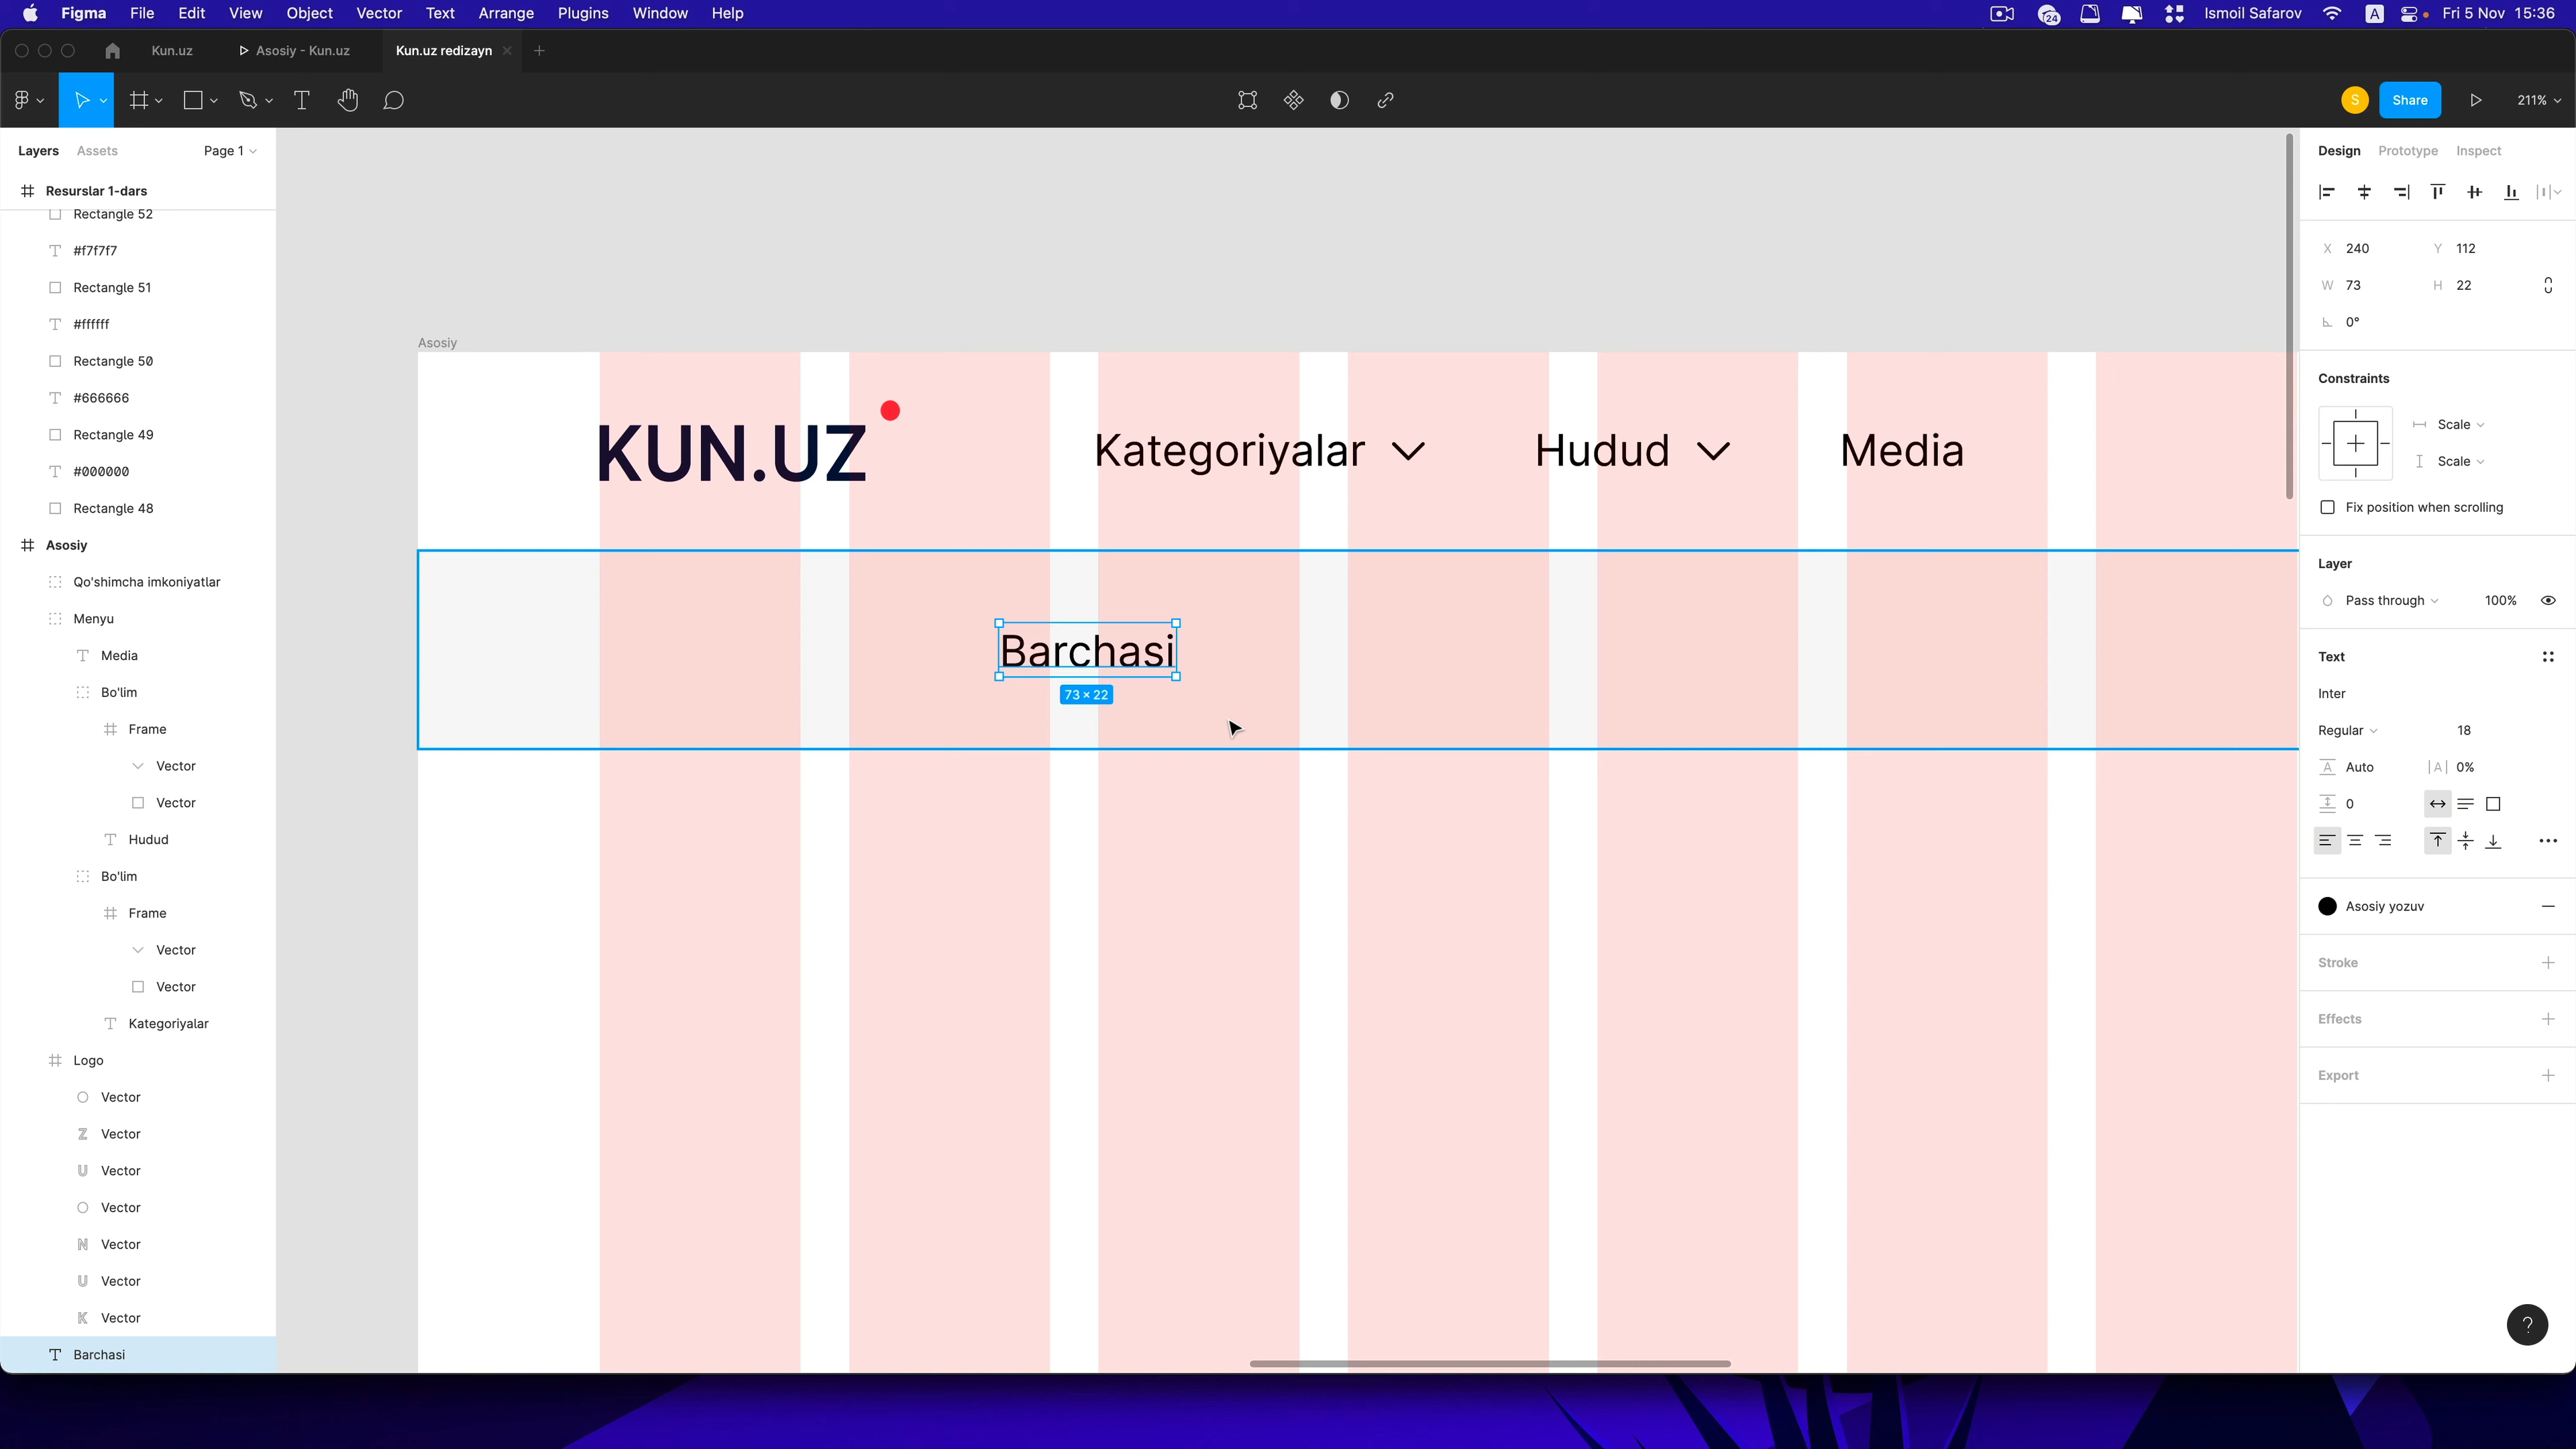 Figma File Edit View Object Vector Text Arrange Plugins Window Help
24 Ismoil Safarov A Fri 5 Nov 15:36
Kun.uz Asosiy - Kun.uz Kun.uz redizayn
S Share 211%
Layers Assets Page 1
Resurslar 1-dars
Rectangle 52
#f7f7f7
Rectangle 51
#ffffff
Rectangle 50
#666666
Rectangle 49
#000000
Rectangle 48
Asosiy
Qo'shimcha imkoniyatlar
Menyu
Media
Bo'lim
Frame
Vector
Vector
Hudud
Bo'lim
Frame
Vector
Vector
Kategoriyalar
Logo
Vector
Vector
Vector
Vector
Vector
Vector
Vector
Barchasi
Asosiy
KUN.UZ Kategoriyalar Hudud Media
Barchasi
73 × 22
Design Prototype Inspect
X 240 Y 112
W 73 H 22
0°
Constraints
Scale
Scale
Fix position when scrolling
Layer
Pass through 100%
Text
Inter
Regular 18
A Auto |A| 0%
0
Asosiy yozuv
Stroke
Effects
Export
?